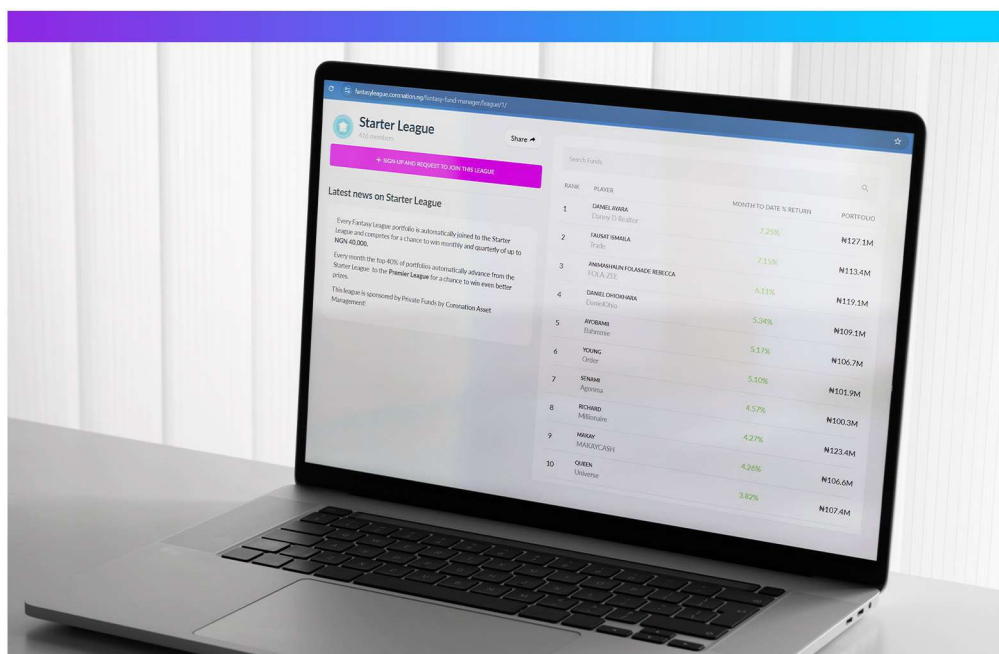 fantasyleague.coronation.ng/fantasy-fund-manager/league/1/
Starter League
416 members
Share
+ SIGN-UP AND REQUEST TO JOIN THIS LEAGUE
Latest news on Starter League
Every Fantasy League portfolio is automatically joined to the Starter
League and competes for a chance to win monthly and quarterly of up to
NGN 40,000.
Every month the top 40% of portfolios automatically advance from the
Starter League to the Premier League for a chance to win even better
prizes.
This league is sponsored by Private Funds by Coronation Asset
Management!
Search Funds
RANK PLAYER MONTH TO DATE % RETURN PORTFOLIO
1 DANIEL AYARA 7.25% ₦127.1M
Danny D Realtor
2 FAUSAT ISMAILA 7.15% ₦113.4M
Trade
3 ANIMASHAUN FOLASADE REBECCA 6.11% ₦119.1M
FOLA ZEE
4 DANIEL OHIOKHARA 5.34% ₦109.1M
DanielOhio
5 AYOBAMII 5.17% ₦106.7M
Bahmmie
6 YOUNG 5.10% ₦101.9M
Order
7 SENAMI 4.57% ₦100.3M
Agonma
8 RICHARD 4.27% ₦123.4M
Millionaire
9 MAKAY 4.26% ₦106.6M
MAKAYCASH
10 QUEEN 3.82% ₦107.4M
Universe